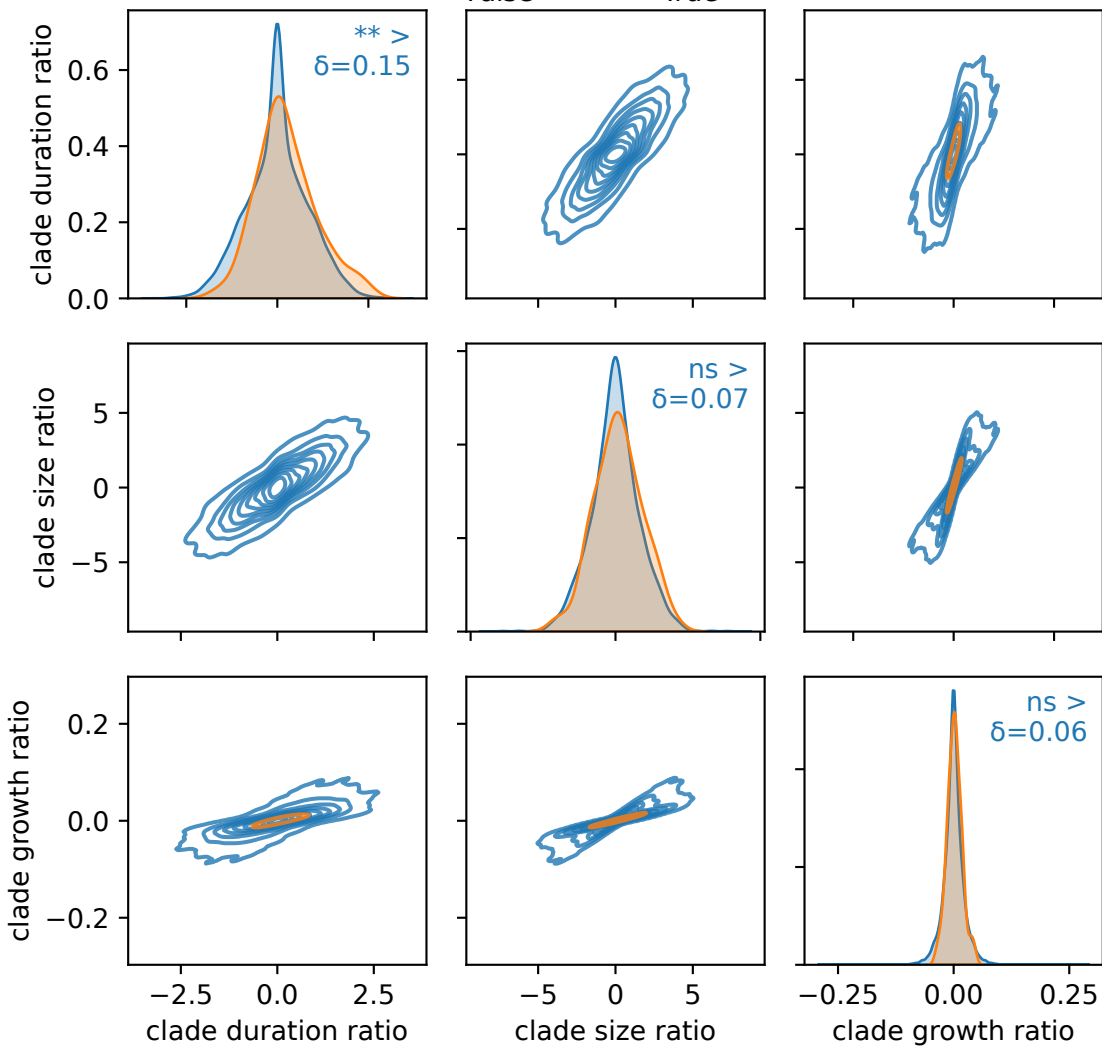 clade duration ratio
0.6
0.4
0.2
0.0
** >
δ=0.15
clade size ratio
5
0
−5
ns >
δ=0.07
clade growth ratio
0.2
0.0
−0.2
ns >
δ=0.06
−2.5 0.0 2.5
−5 0 5
−0.25 0.00 0.25
clade duration ratio
clade size ratio
clade growth ratio